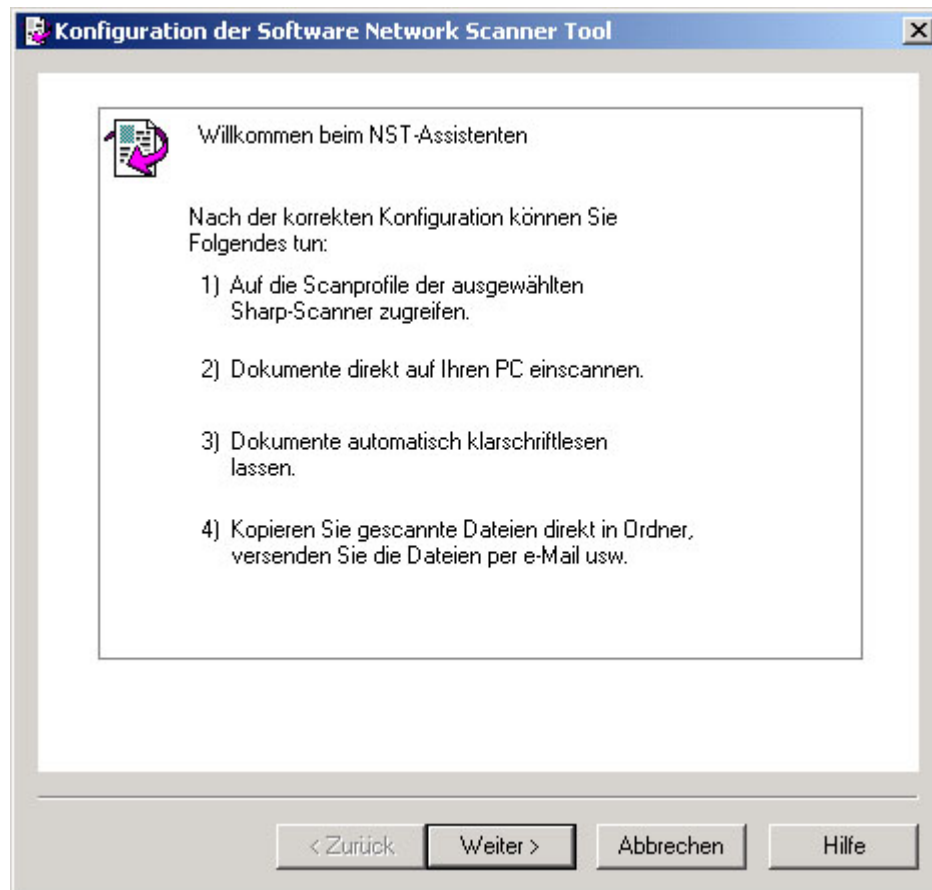 Konfiguration der Software Network Scanner Tool
Willkommen beim NST-Assistenten
Nach der korrekten Konfiguration können Sie
Folgendes tun:
1) Auf die Scanprofile der ausgewählten
Sharp-Scanner zugreifen.
2) Dokumente direkt auf Ihren PC einscannen.
3) Dokumente automatisch klarschriftlesen
lassen.
4) Kopieren Sie gescannte Dateien direkt in Ordner,
versenden Sie die Dateien per e-Mail usw.
< Zurück
Weiter >
Abbrechen
Hilfe